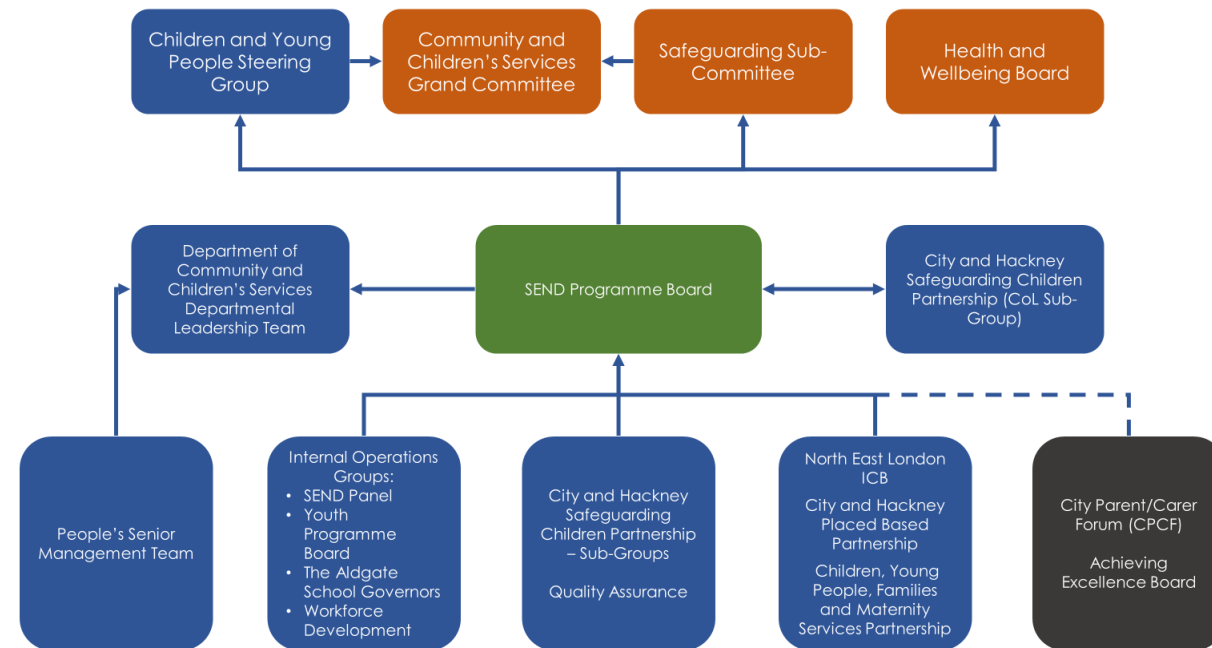 Children and Young
People Steering
Group
Community and
Children's Services
Grand Committee
Safeguarding Sub-
Committee
Health and
Wellbeing Board
Department of
Community and
Children's Services
Departmental
Leadership Team
SEND Programme Board
City and Hackney
Safeguarding Children
Partnership (CoL Sub-
Group)
People's Senior
Management Team
Internal Operations
Groups:
• SEND Panel
• Youth
Programme
Board
• The Aldgate
School Governors
• Workforce
Development
City and Hackney
Safeguarding
Children Partnership
– Sub-Groups
Quality Assurance
North East London
ICB
City and Hackney
Placed Based
Partnership
Children, Young
People, Families
and Maternity
Services Partnership
City Parent/Carer
Forum (CPCF)
Achieving
Excellence Board